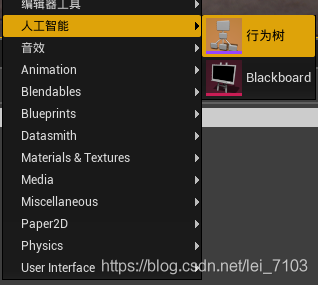 编辑器工具
人工智能
行为树
音效
Blackboard
Animation
Blendables
Blueprints
Datasmith
Materials & Textures
Media
Miscellaneous
Paper2D
Physics
User Interface
https://blog.csdn.net/lei_7103